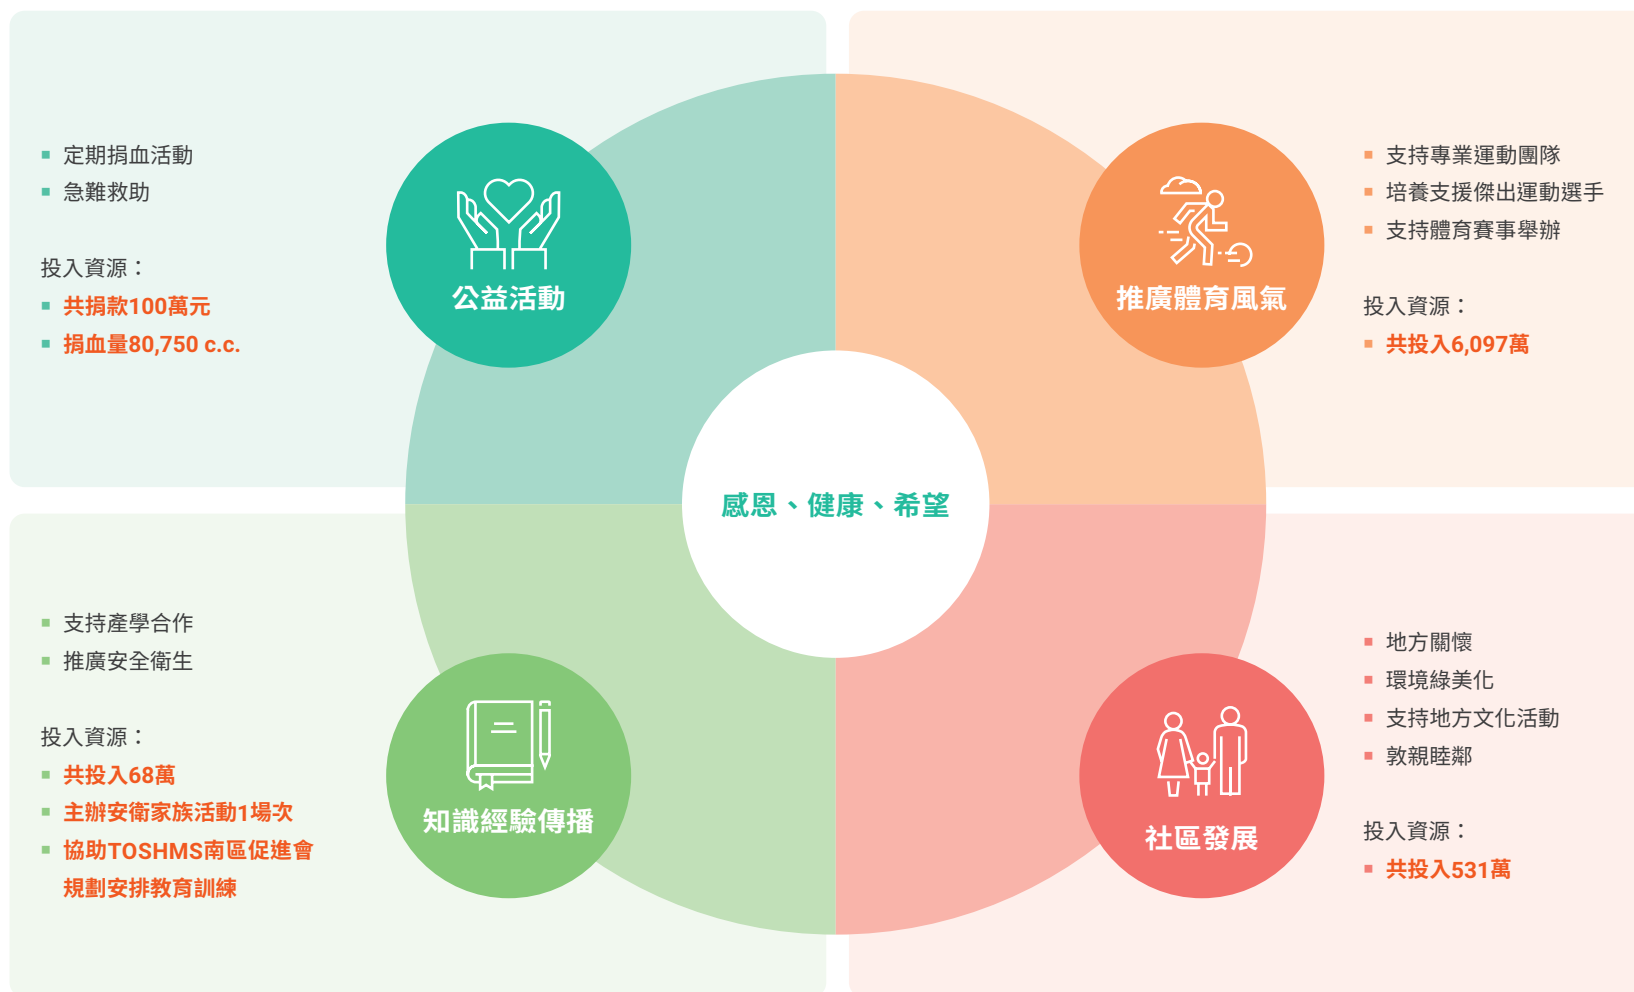 定期捐血活動
急難救助
投入資源：
共捐款100萬元
捐血量80,750 c.c.
公益活動
推廣體育風氣
支持專業運動團隊
培養支援傑出運動選手
支持體育賽事舉辦
投入資源：
共投入6,097萬
感恩、健康、希望
支持產學合作
推廣安全衛生
投入資源：
共投入68萬
主辦安衛家族活動1場次
協助TOSHMS南區促進會
規劃安排教育訓練
知識經驗傳播
社區發展
地方關懷
環境綠美化
支持地方文化活動
敦親睦鄰
投入資源：
共投入531萬